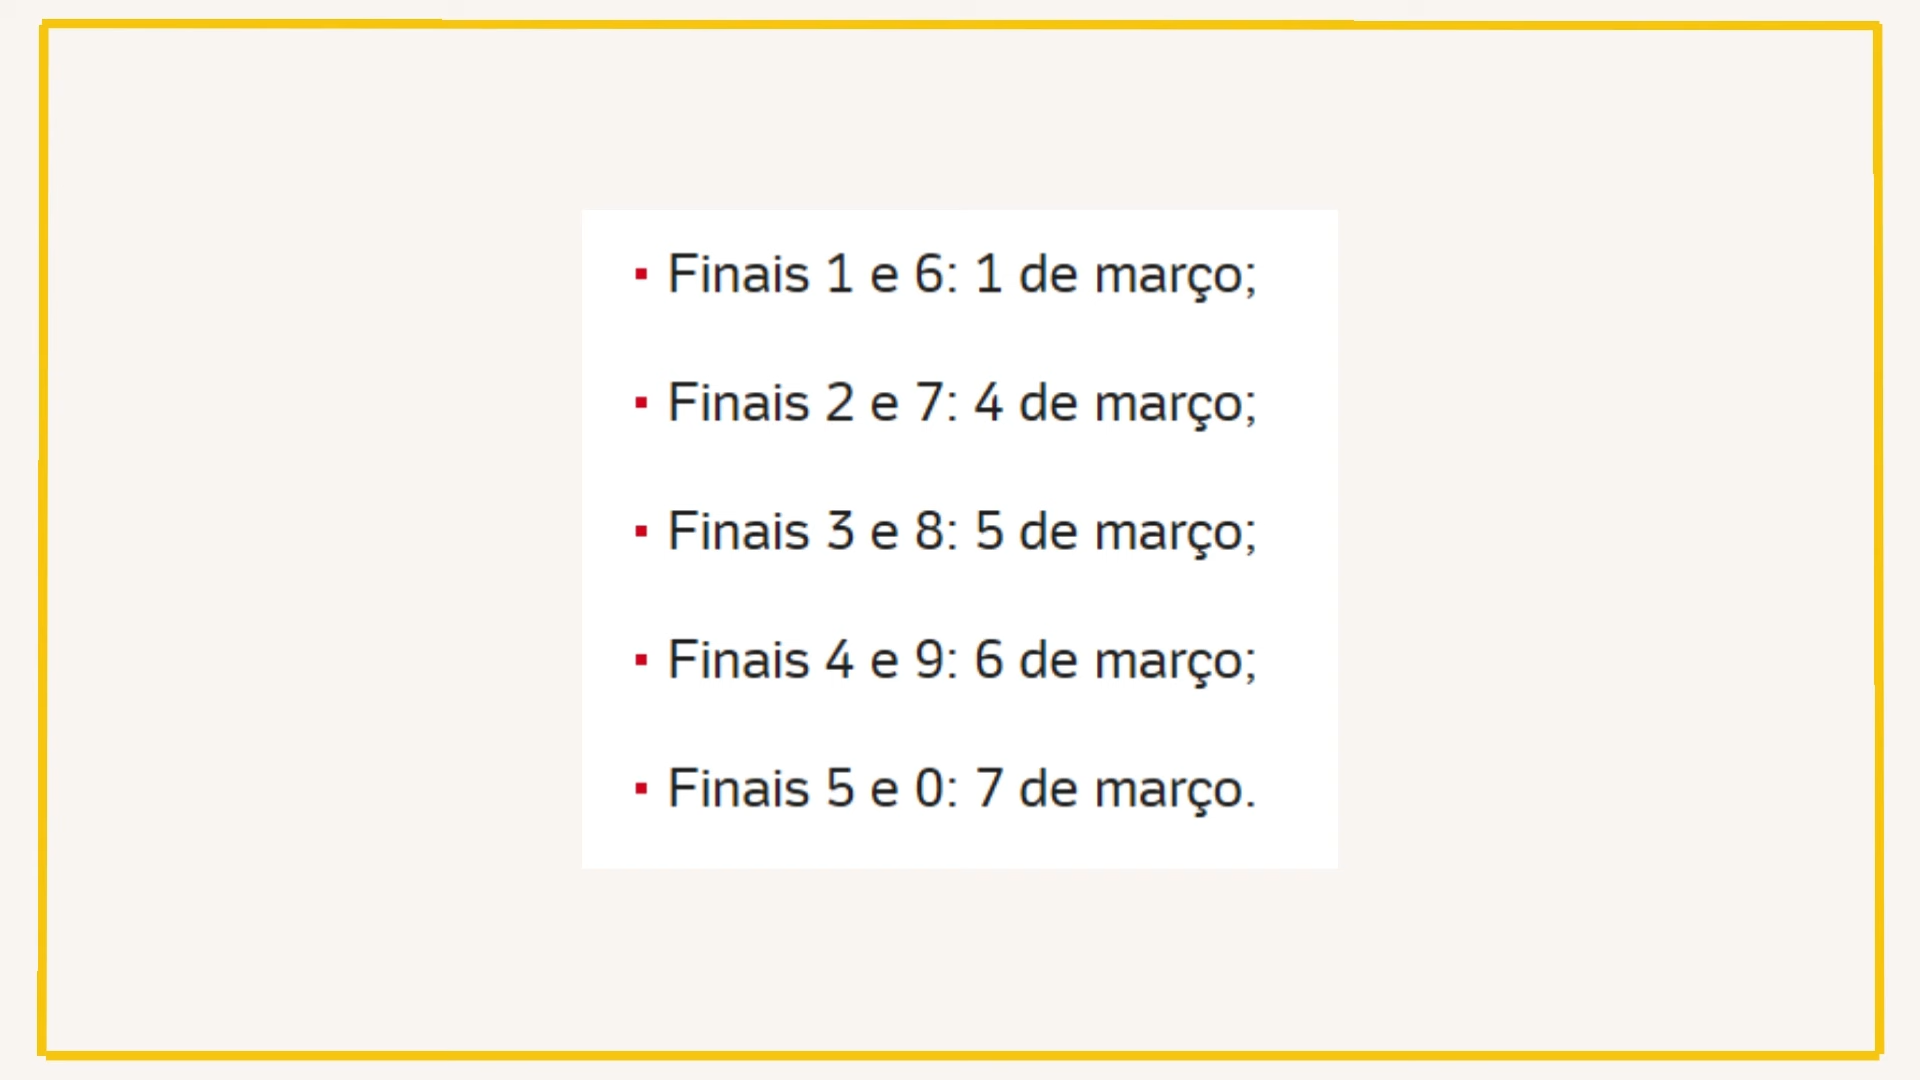 Finais 1 e 6: 1 de março;
Finais 2 e 7: 4 de março;
Finais 3 e 8: 5 de março;
Finais 4 e 9: 6 de março;
Finais 5 e 0: 7 de março.